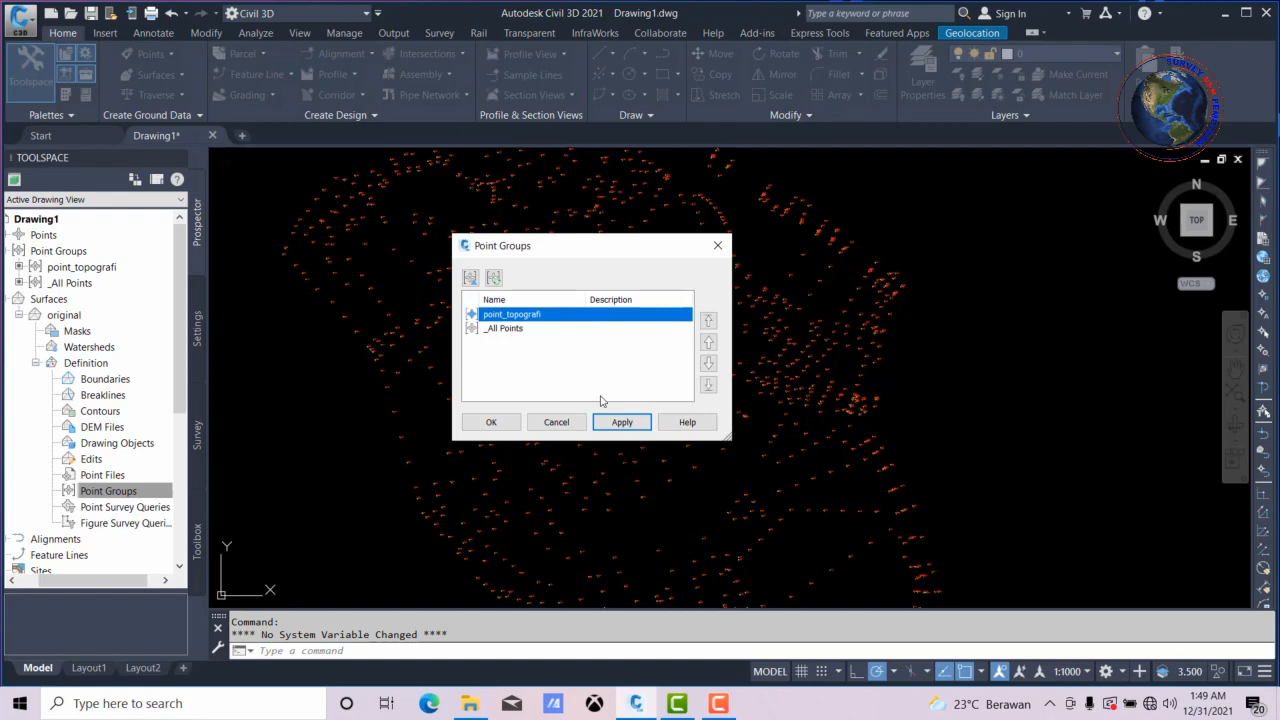 C3D
Civil 3D
Autodesk Civil 3D 2021 Drawing1.dwg
Type a keyword or phrase
Sign In
Home Insert Annotate Modify Analyze View Manage Output Survey Rail Transparent InfraWorks Collaborate Help Add-ins Express Tools Featured Apps Geolocation
Toolspace
Palettes
Points
Surfaces
Traverse
Create Ground Data
Parcel
Feature Line
Grading
Alignment
Profile
Corridor
Intersections
Assembly
Pipe Network
Create Design
Profile View
Sample Lines
Section Views
Profile & Section Views
Draw
Move
Copy
Stretch
Rotate
Mirror
Scale
Trim
Fillet
Array
Modify
Layer
Properties
0
Make Current
Match Layer
Layers
Start
Drawing1*
TOOLSPACE
Active Drawing View
Drawing1
Points
Point Groups
point_topografi
_All Points
Surfaces
original
Masks
Watersheds
Definition
Boundaries
Breaklines
Contours
DEM Files
Drawing Objects
Edits
Point Files
Point Groups
Point Survey Queries
Figure Survey Queri...
Alignments
Feature Lines
Sites
Prospector
Settings
Survey
Toolbox
Point Groups
Name Description
point_topografi
_All Points
OK Cancel Apply Help
N
W TOP E
S
WCS
Y
X
Command:
**** No System Variable Changed ****
Type a command
Model Layout1 Layout2
MODEL
1:1000
3.500
Type here to search
23°C Berawan
1:49 AM
12/31/2021
20